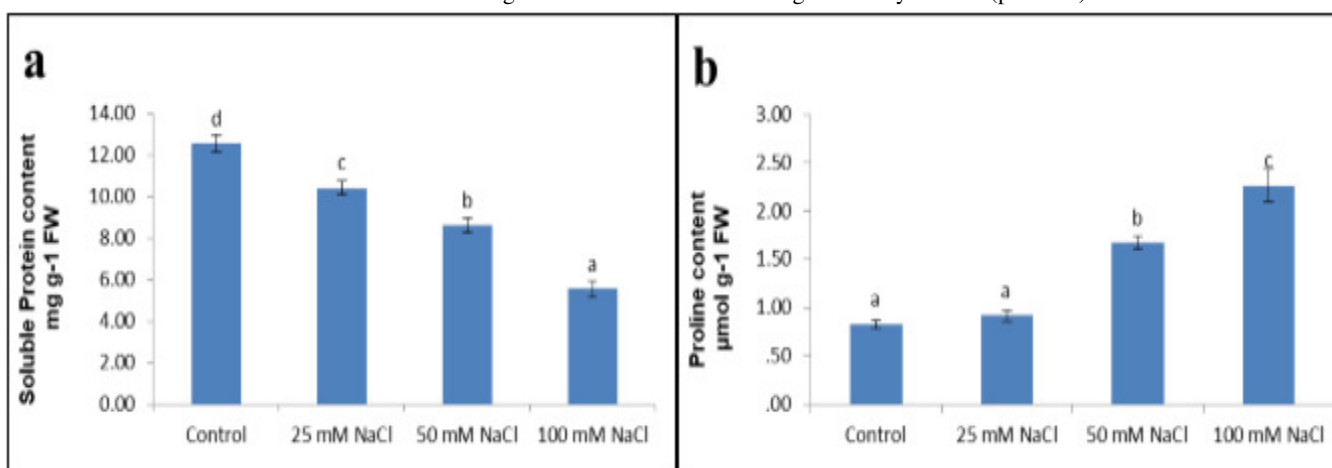 a
14.00
12.00
10.00
8.00
6.00
4.00
2.00
0.00
Soluble Protein content
mg g-1 FW
d
c
b
a
Control
25 mM NaCl
50 mM NaCl
100 mM NaCl
b
3.00
2.50
2.00
1.50
1.00
.50
.00
Proline content
µmol g-1 FW
a
a
b
c
Control
25 mM NaCl
50 mM NaCl
100 mM NaCl